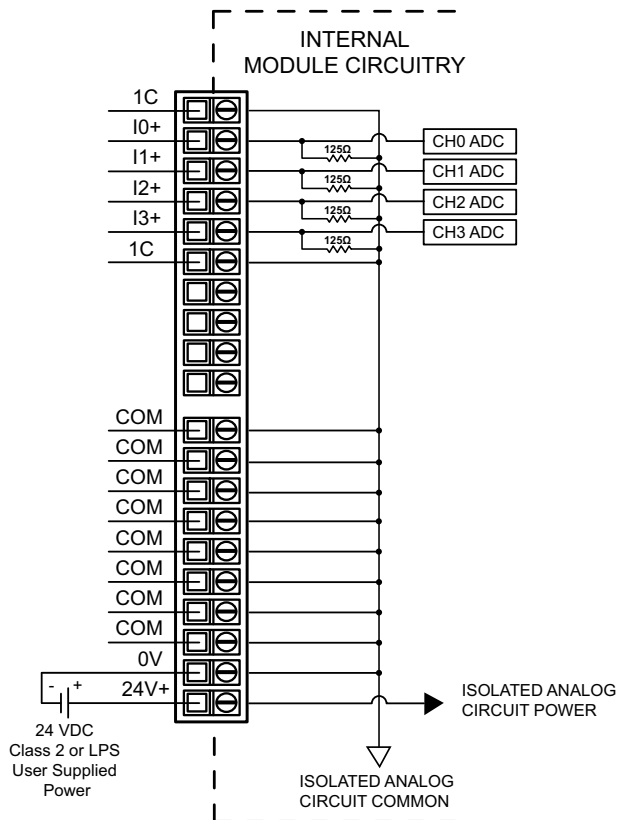 INTERNAL
MODULE CIRCUITRY
1C
I0+
125Ω
CH0 ADC
I1+
125Ω
CH1 ADC
I2+
125Ω
CH2 ADC
I3+
125Ω
CH3 ADC
1C
COM
COM
COM
COM
COM
COM
COM
COM
0V
- +
24V+
ISOLATED ANALOG
CIRCUIT POWER
24 VDC
Class 2 or LPS
User Supplied
Power
ISOLATED ANALOG
CIRCUIT COMMON